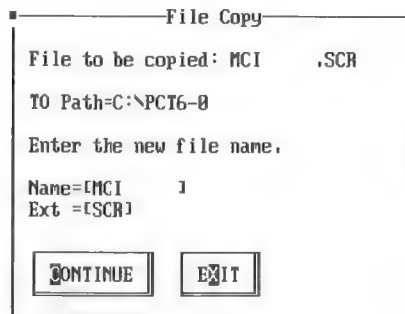 File Copy
File to be copied: MCI .SCR
TO Path=C:\PCT6-0
Enter the new file name.
Name=[MCI ]
Ext =[SCR]
CONTINUE EXIT